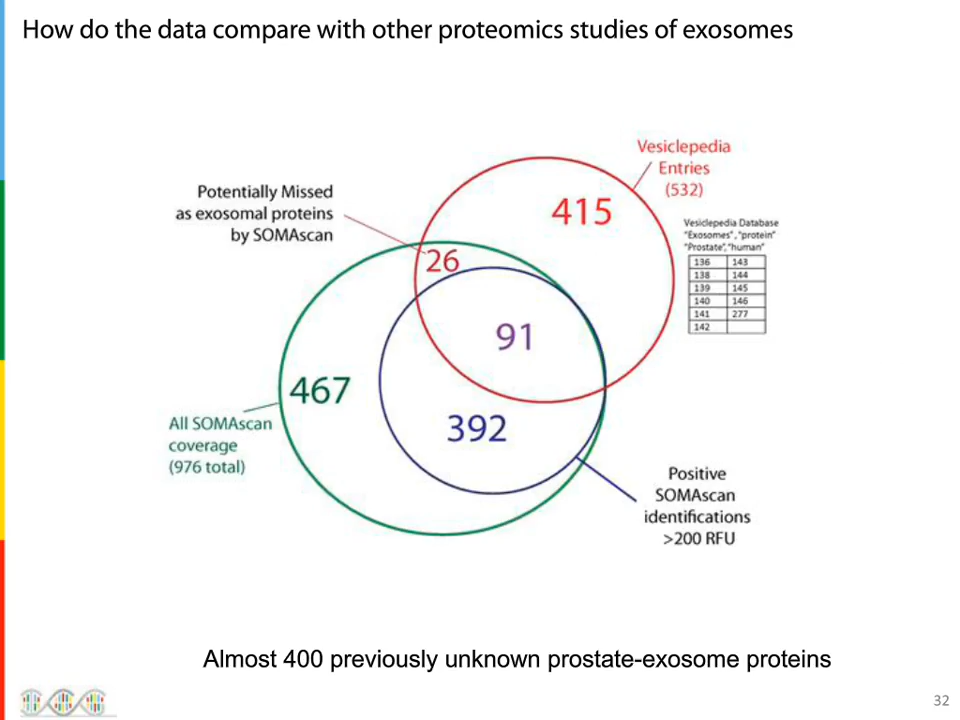 How do the data compare with other proteomics studies of exosomes
Vesiclepedia
Entries
(532)
Potentially Missed
as exosomal proteins
by SOMAscan
415
Vesiclepedia Database
"Exosomes", "protein"
"Prostate", "human"
136 143
138 144
139 145
140 146
141 277
142
26
91
467
392
All SOMAscan
coverage
(976 total)
Positive
SOMAscan
identifications
>200 RFU
Almost 400 previously unknown prostate-exosome proteins
32